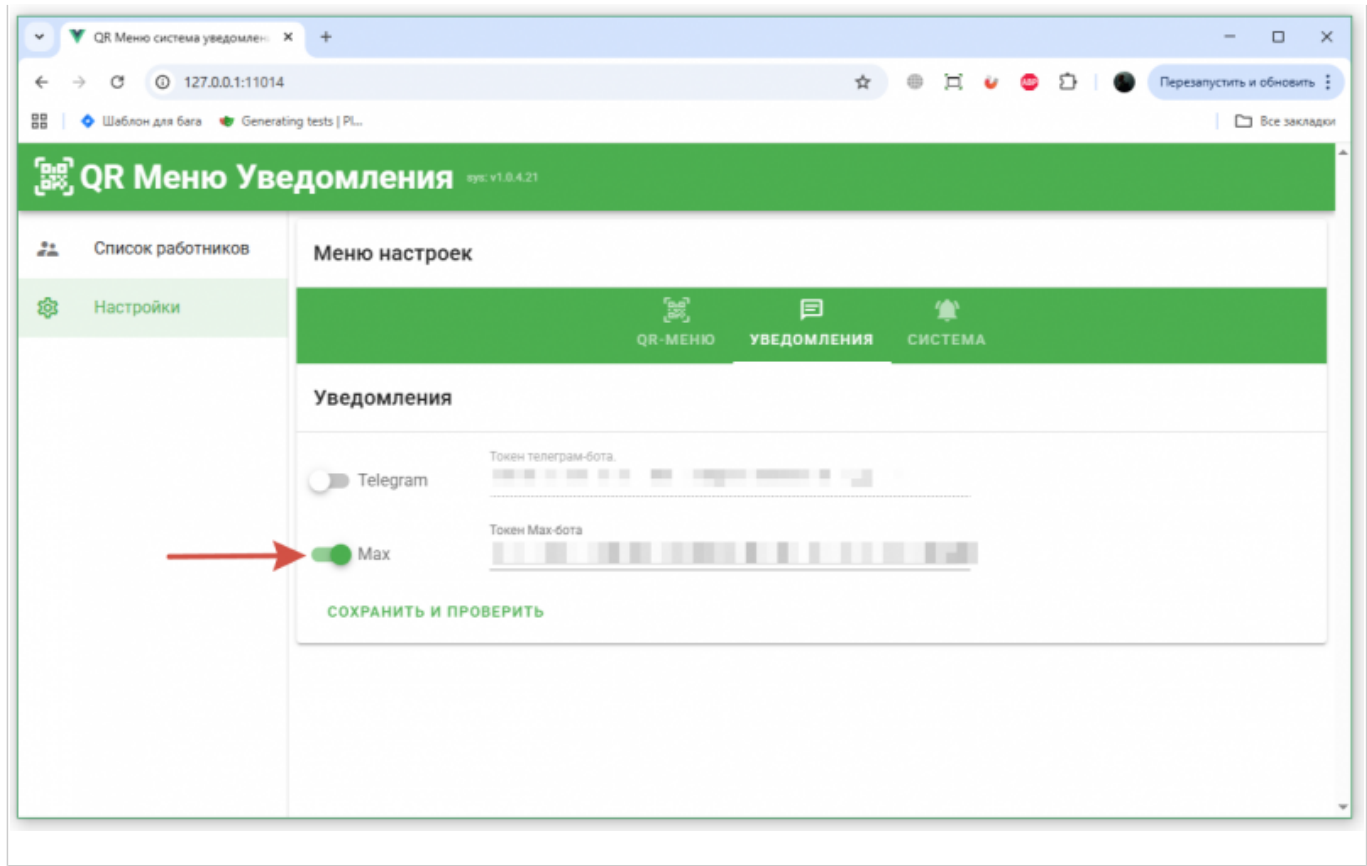 QR Меню система уведомлен
127.0.0.1:11014
ABP
Перезапустить и обновить
Шаблон для бага
Generating tests | Pl...
Все закладки
QR Меню Уведомления sys: v1.0.4.21
Список работников
Настройки
Меню настроек
QR-МЕНЮ
УВЕДОМЛЕНИЯ
СИСТЕМА
Уведомления
Telegram
Токен телеграм-бота.
Max
Токен Max-бота
СОХРАНИТЬ И ПРОВЕРИТЬ